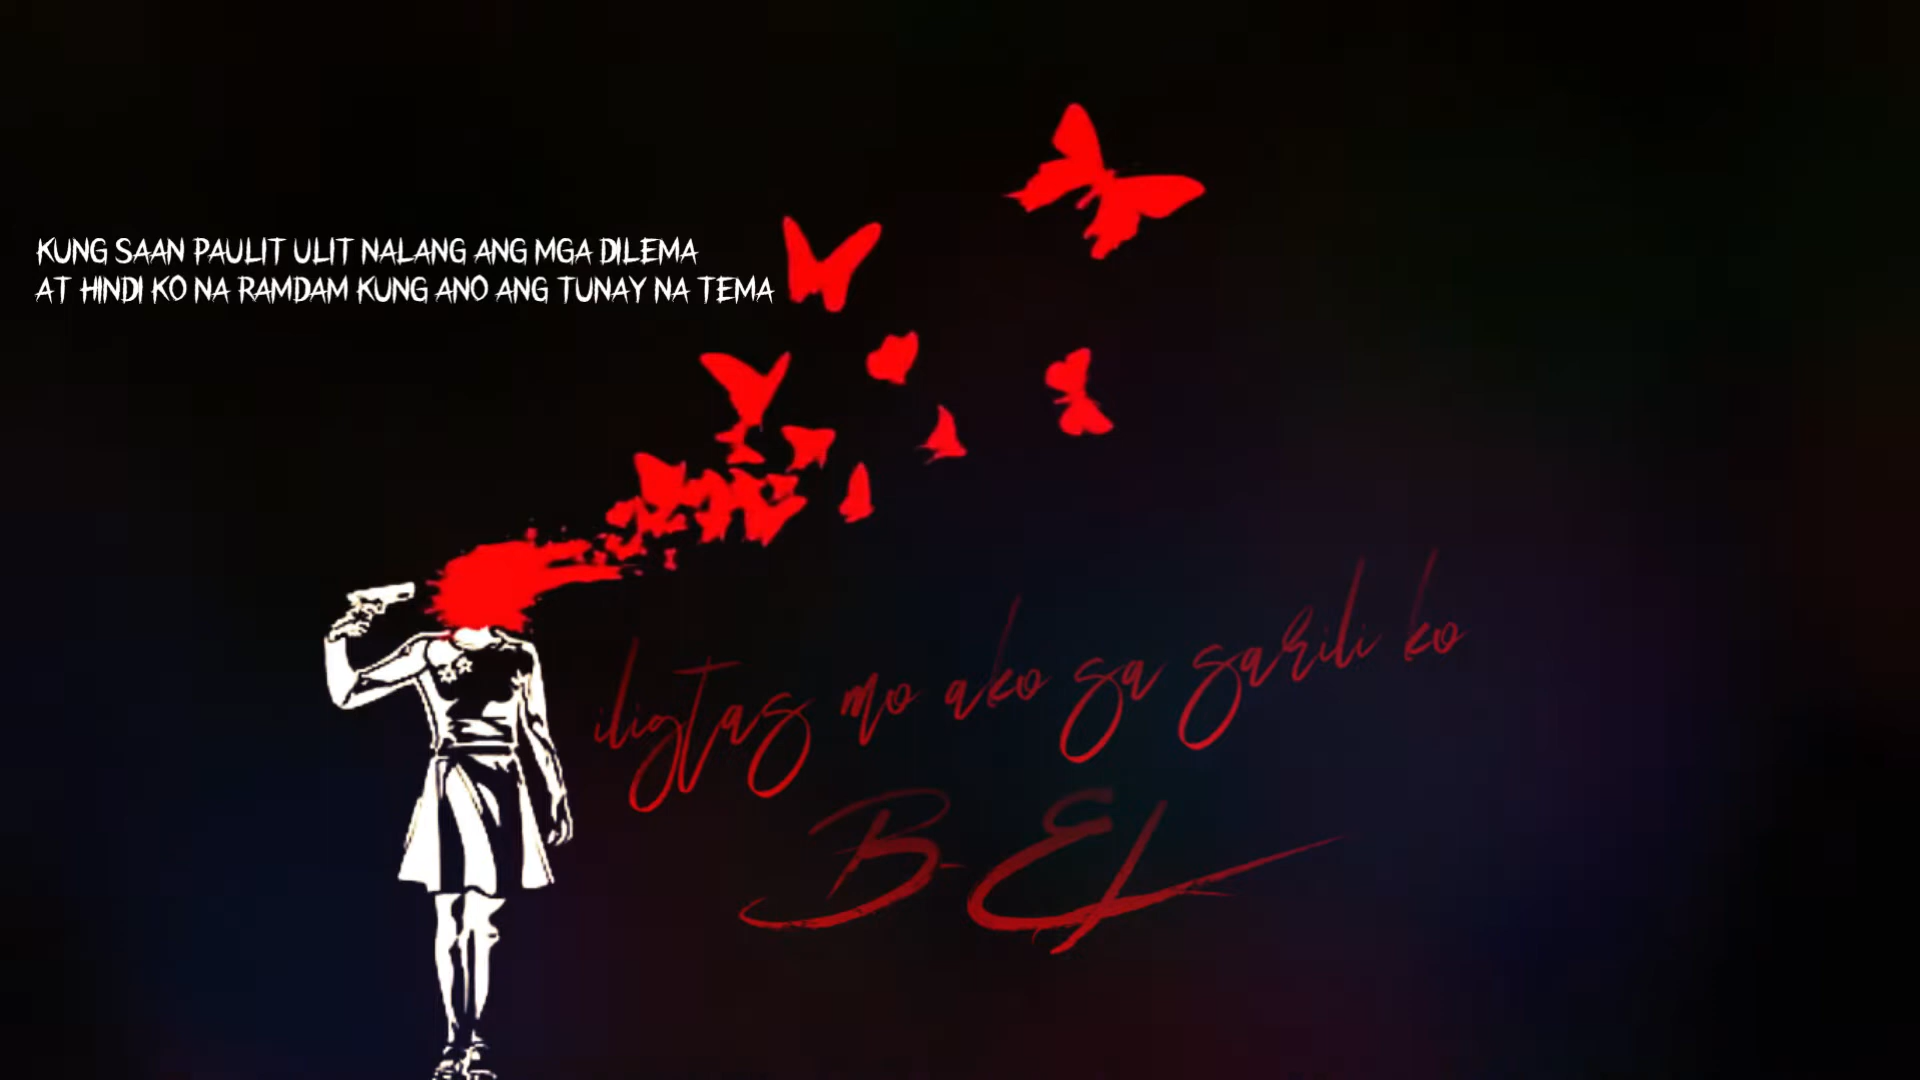 KUNG SAAN PAULIT ULIT NALANG ANG MGA DILEMA
AT HINDI KO NA RAMDAM KUNG ANO ANG TUNAY NA TEMA
iligtas mo ako sa sarili ko
B-EL